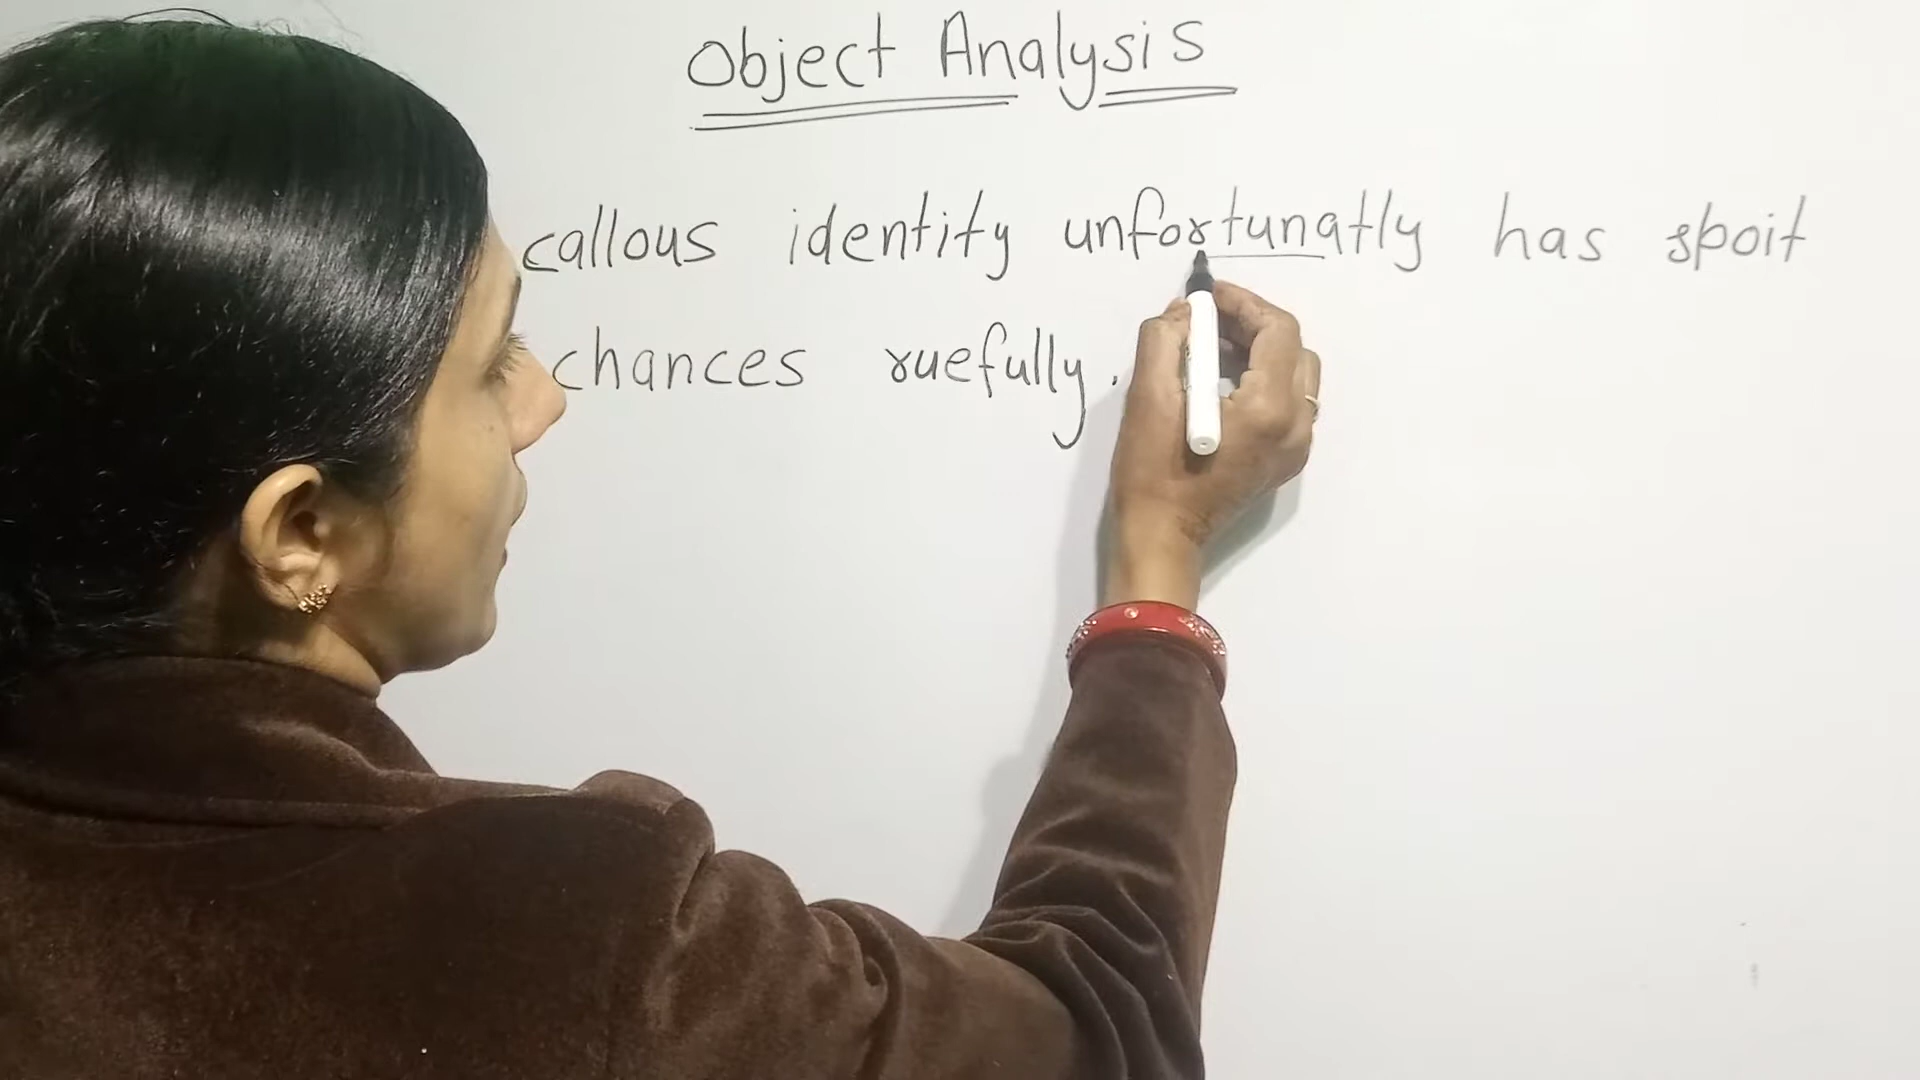 Object Analysis
callous identity unfortunatly has spoit
chances ruefully.